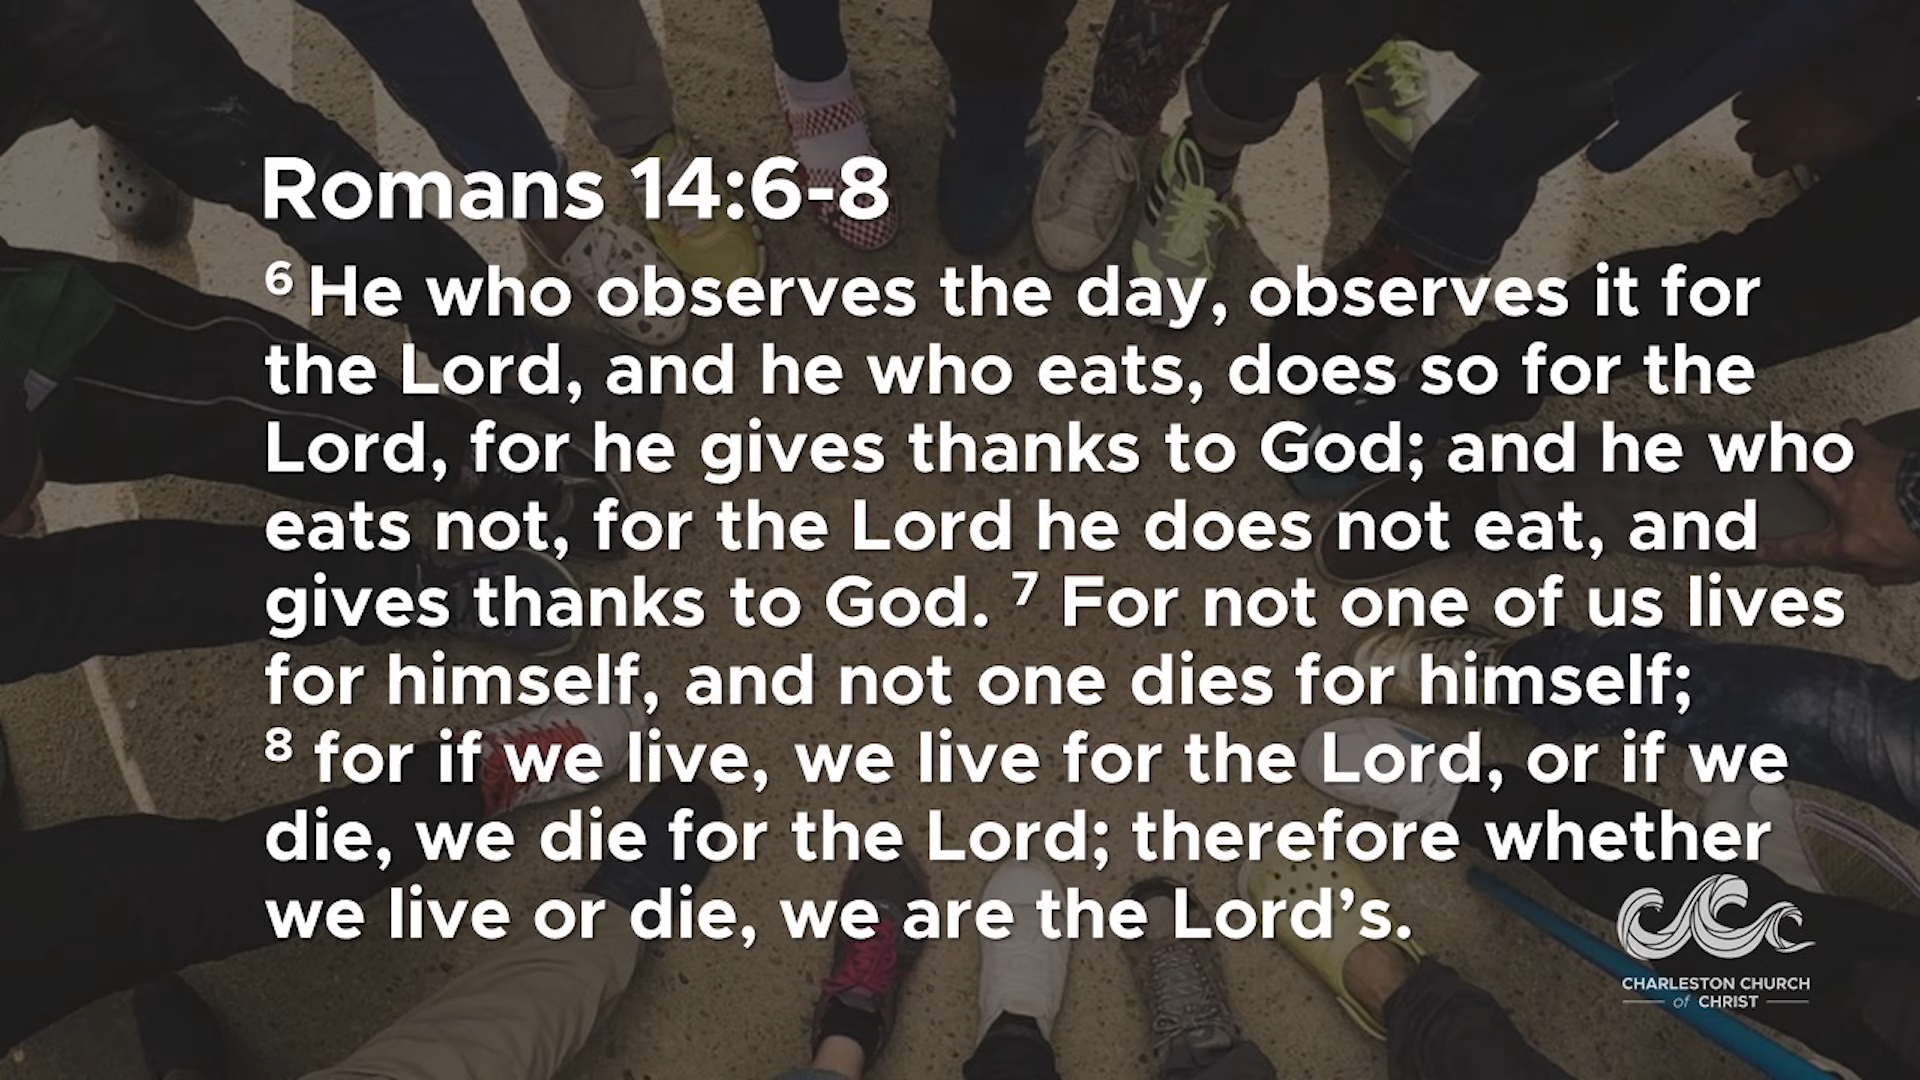 Romans 14:6-8
6 He who observes the day, observes it for
the Lord, and he who eats, does so for the
Lord, for he gives thanks to God; and he who
eats not, for the Lord he does not eat, and
gives thanks to God. 7 For not one of us lives
for himself, and not one dies for himself;
8 for if we live, we live for the Lord, or if we
die, we die for the Lord; therefore whether
we live or die, we are the Lord’s.
CHARLESTON CHURCH
of CHRIST